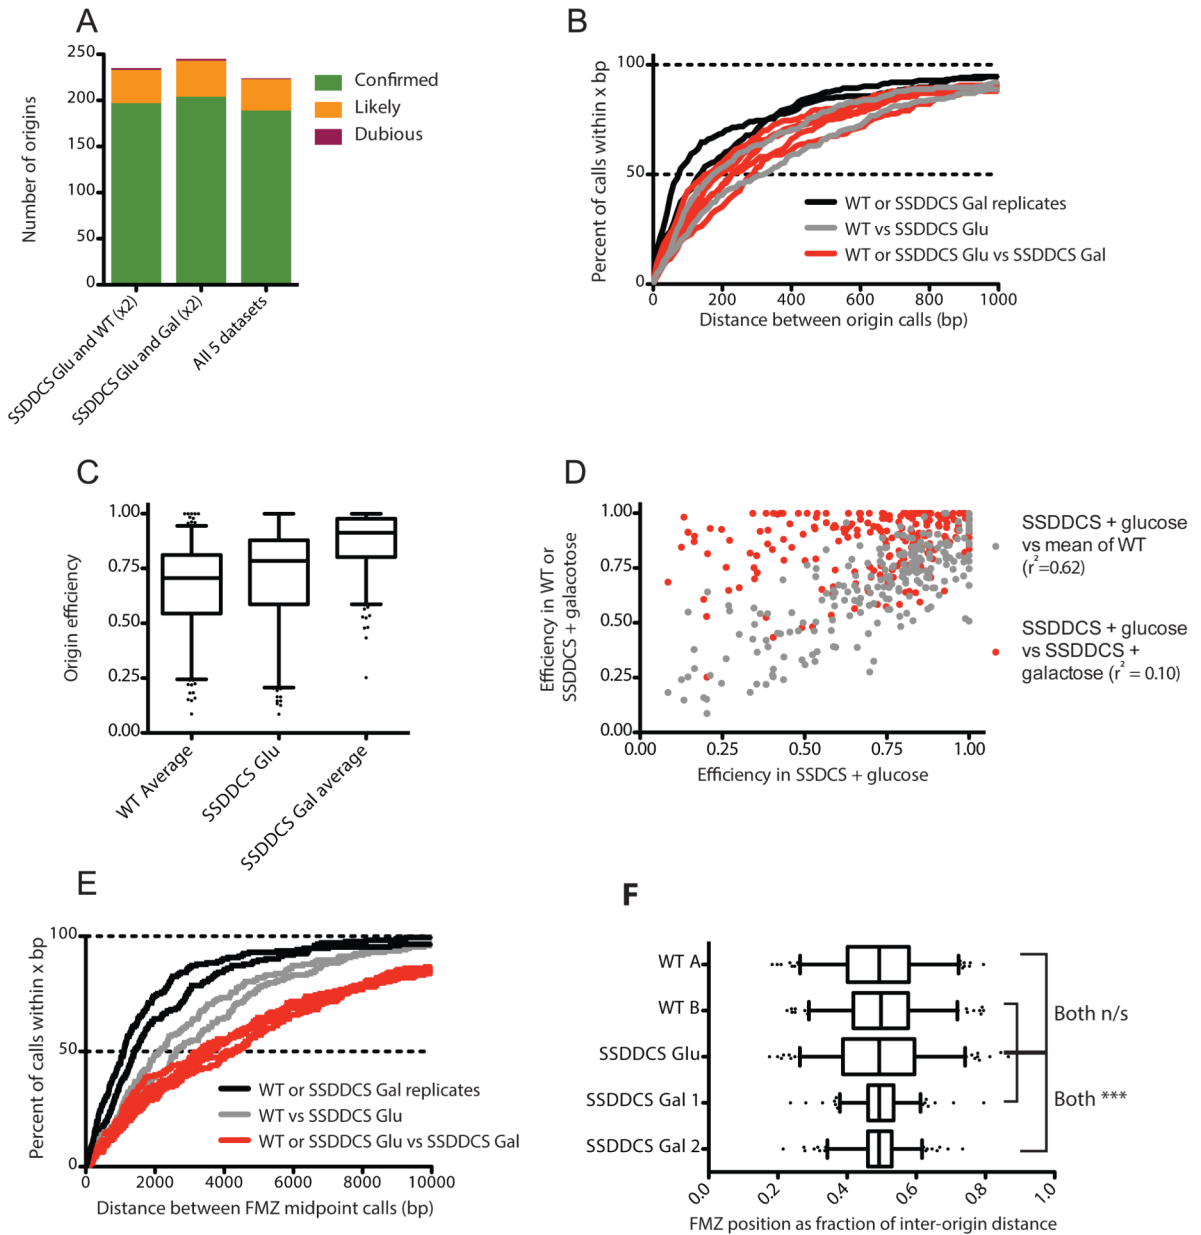 A
250
200
150
100
50
0
Number of origins
Confirmed
Likely
Dubious
SSDDCS Glu and WT (x2)
SSDDCS Glu and Gal (x2)
All 5 datasets
B
100
50
0
Percent of calls within x bp
WT or SSDDCS Gal replicates
WT vs SSDDCS Glu
WT or SSDDCS Glu vs SSDDCS Gal
0 200 400 600 800 1000
Distance between origin calls (bp)
C
1.00
0.75
0.50
0.25
0.00
Origin efficiency
WT Average
SSDDCS Glu
SSDDCS Gal average
D
1.00
0.75
0.50
0.25
0.00
Efficiency in WT or
SSDDCS + galacotose
0.00 0.25 0.50 0.75 1.00
Efficiency in SSDCS + glucose
SSDDCS + glucose
vs mean of WT
(r²=0.62)
SSDDCS + glucose
vs SSDDCS +
galactose (r² = 0.10)
E
100
50
0
Percent of calls within x bp
WT or SSDDCS Gal replicates
WT vs SSDDCS Glu
WT or SSDDCS Glu vs SSDDCS Gal
0 2000 4000 6000 8000 10000
Distance between FMZ midpoint calls (bp)
F
WT A
WT B
SSDDCS Glu
SSDDCS Gal 1
SSDDCS Gal 2
Both n/s
Both ***
0.0 0.2 0.4 0.6 0.8 1.0
FMZ position as fraction of inter-origin distance